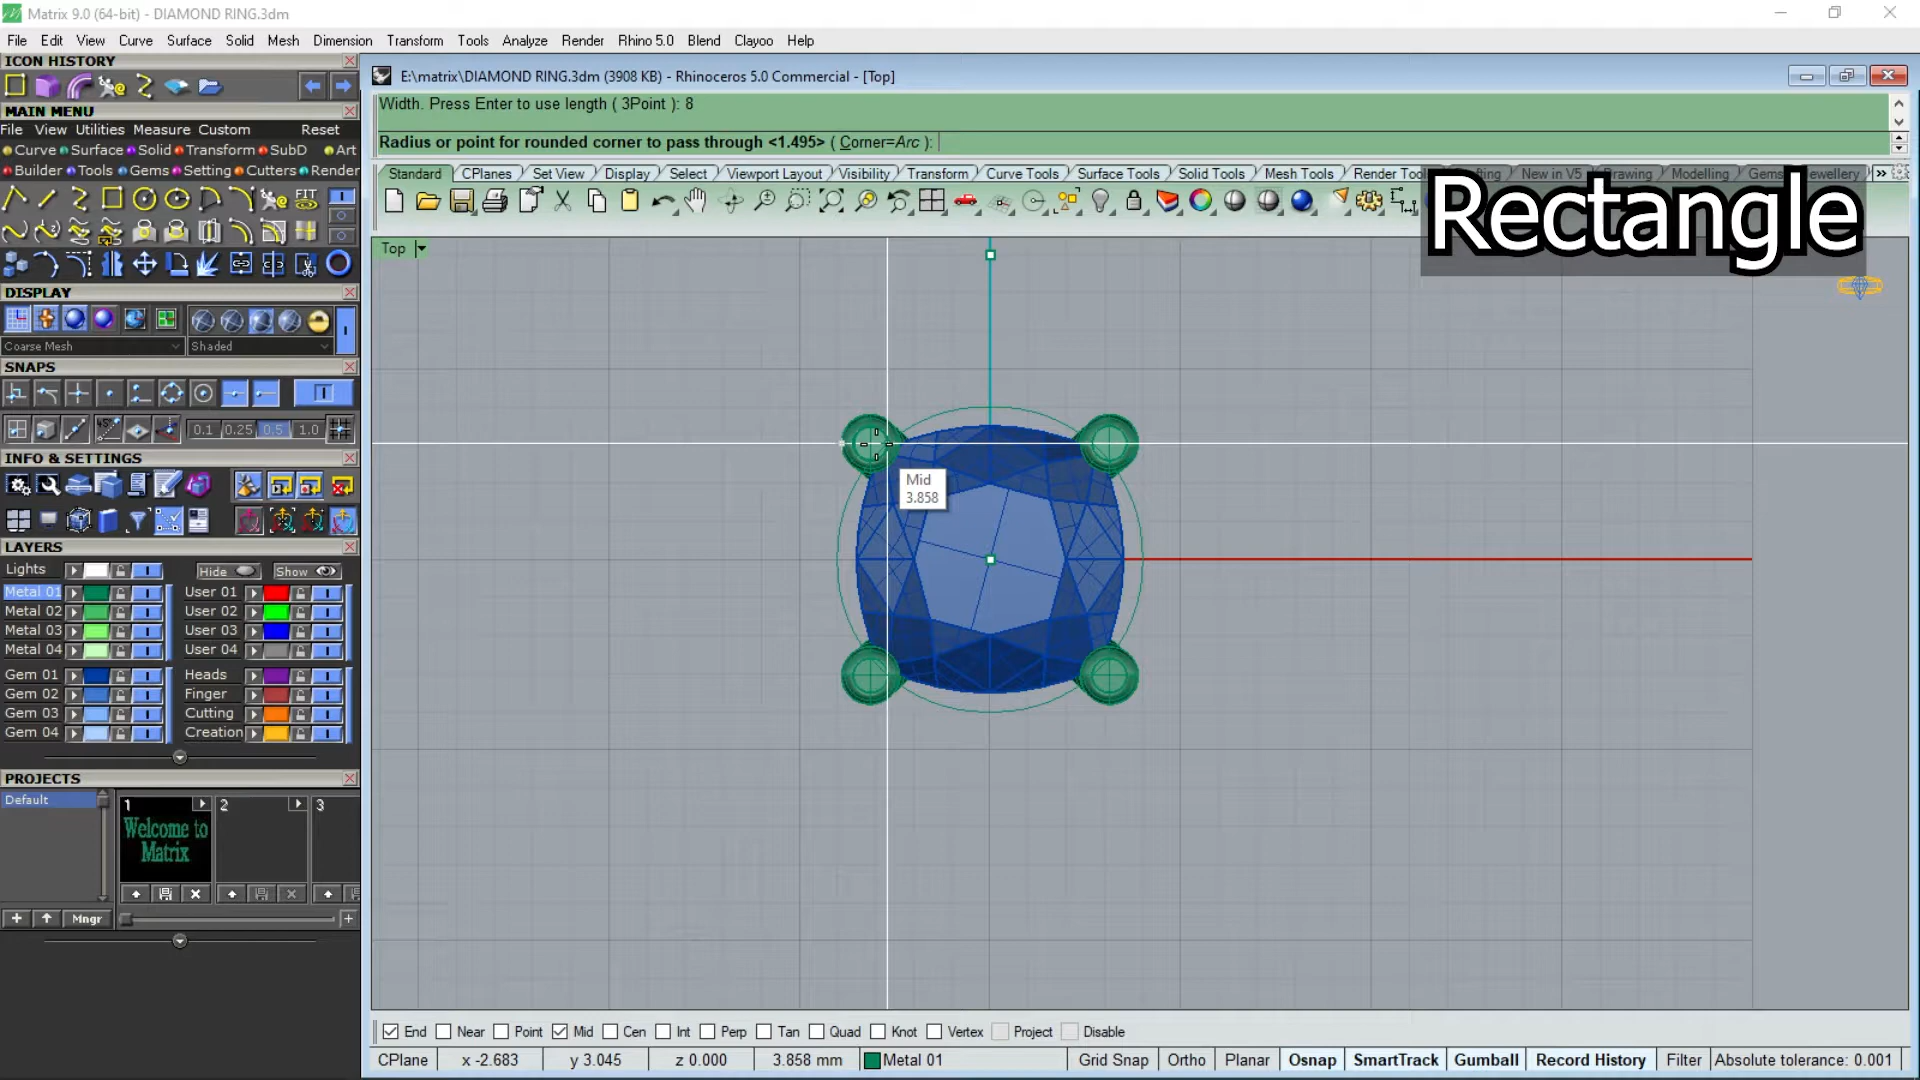 Matrix 9.0 (64-bit) - DIAMOND RING.3dm
File Edit View Curve Surface Solid Mesh Dimension Transform Tools Analyze Render Rhino 5.0 Blend Clayoo Help
ICON HISTORY
MAIN MENU
File View Utilities Measure Custom Reset
Curve Surface Solid Transform SubD Art
Builder Tools Gems Setting Cutters Render
FIT
DISPLAY
Coarse Mesh Shaded
SNAPS
0.1 0.25 0.5 1.0
INFO & SETTINGS
LAYERS
Lights Hide Show
Metal 01 User 01
Metal 02 User 02
Metal 03 User 03
Metal 04 User 04
Gem 01 Heads
Gem 02 Finger
Gem 03 Cutting
Gem 04 Creation
PROJECTS
Default
1 2 3
Welcome to
Matrix
Mngr
E:\matrix\DIAMOND RING.3dm (3908 KB) - Rhinoceros 5.0 Commercial - [Top]
Width. Press Enter to use length ( 3Point ): 8
Radius or point for rounded corner to pass through <1.495> ( Corner=Arc ):
Standard CPlanes Set View Display Select Viewport Layout Visibility Transform Curve Tools Surface Tools Solid Tools Mesh Tools Render Tools New in V5 Drawing Modelling
Rectangle
Top
Mid
3.858
End Near Point Mid Cen Int Perp Tan Quad Knot Vertex Project Disable
CPlane x -2.683 y 3.045 z 0.000 3.858 mm Metal 01 Grid Snap Ortho Planar Osnap SmartTrack Gumball Record History Filter Absolute tolerance: 0.001